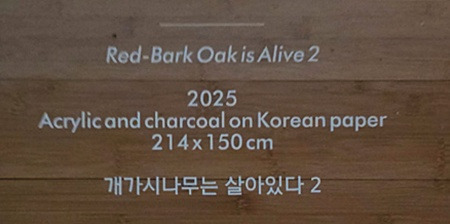 Red-Bark Oak is Alive 2
2025
Acrylic and charcoal on Korean paper
214 x 150 cm
개가시나무는 살아있다 2